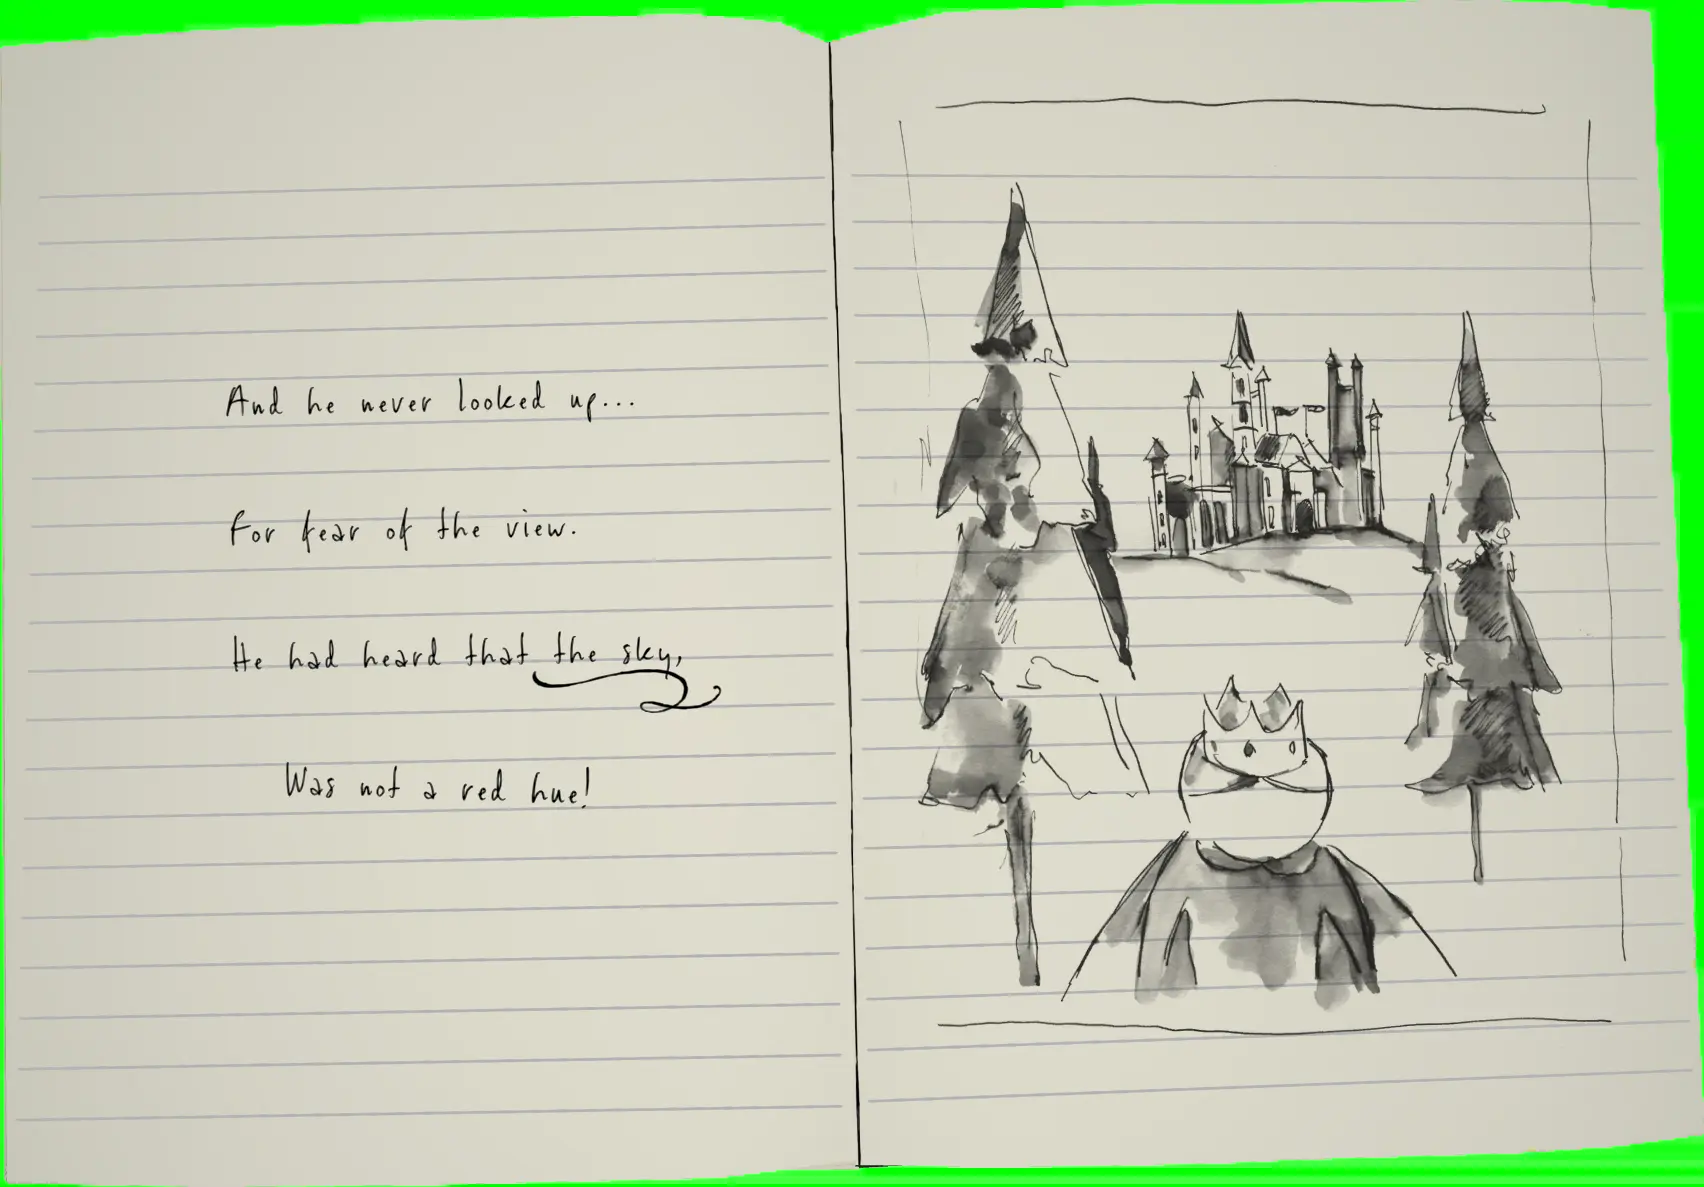 And he never looked up...
For fear of the view.
He had heard that the sky,
Was not a red hue!